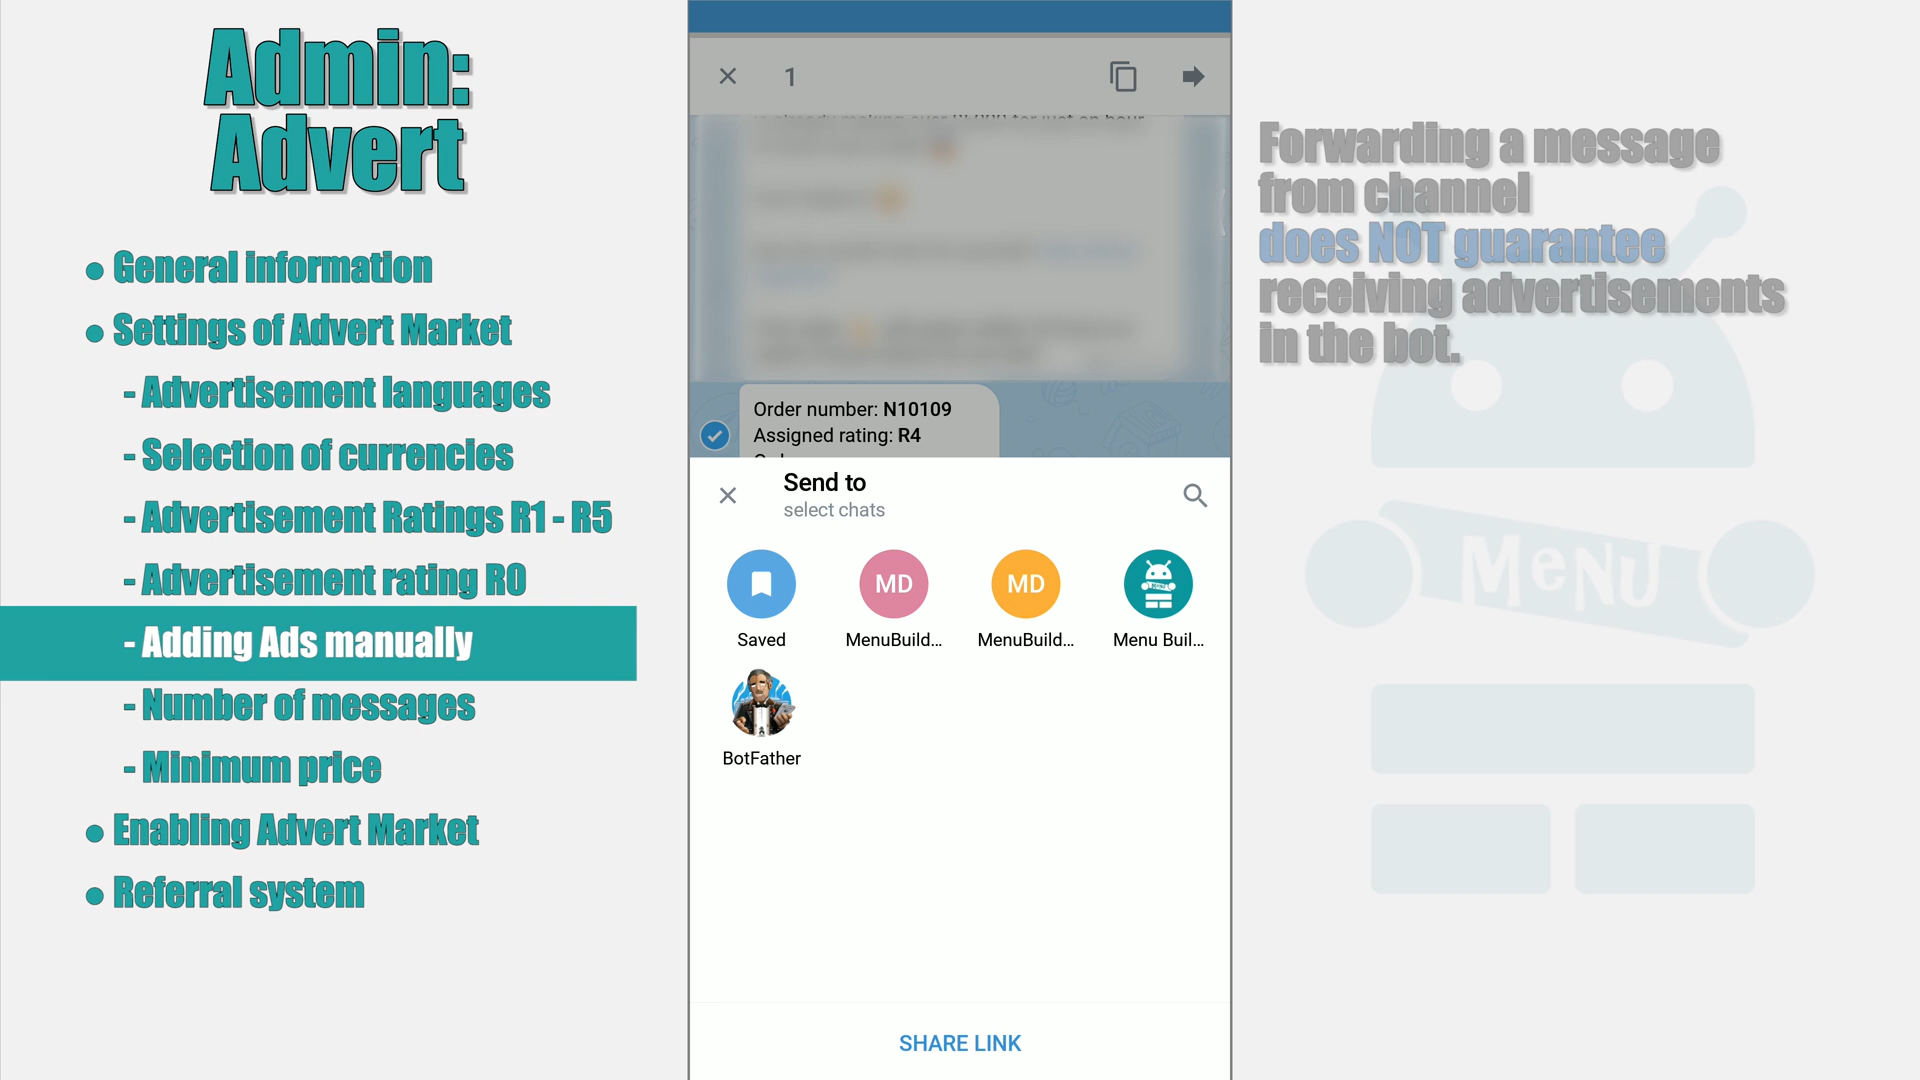 Admin:
Advert
● General information
● Settings of Advert Market
- Advertisement languages
- Selection of currencies
- Advertisement Ratings R1 - R5
- Advertisement rating R0
- Adding Ads manually
- Number of messages
- Minimum price
● Enabling Advert Market
● Referral system
1
Order number: N10109
Assigned rating: R4
Send to
select chats
Saved
MD
MenuBuild...
MD
MenuBuild...
Menu Buil...
BotFather
SHARE LINK
Forwarding a message
from channel
does NOT guarantee
receiving advertisements
in the bot.
MeNU